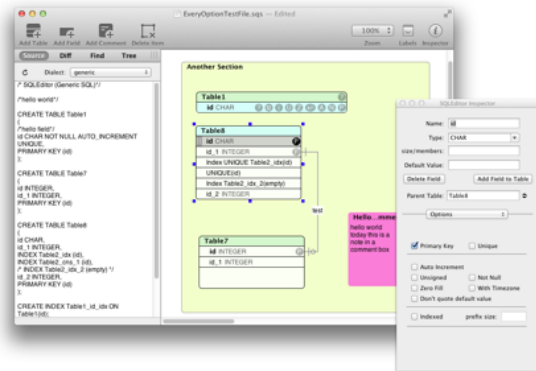 EveryOptionTestFile.sqs — Edited
Add Table Add Field Add Comment Delete Item
100%
Zoom Labels Inspector
Source Diff Find Tree
Dialect: generic
/* SQLEditor (Generic SQL)*/
/*hello world*/
CREATE TABLE Table1
(
/*hello field*/
id CHAR NOT NULL AUTO_INCREMENT
UNIQUE,
PRIMARY KEY (id)
);
CREATE TABLE Table7
(
id INTEGER,
id_1 INTEGER,
PRIMARY KEY (id)
);
CREATE TABLE Table8
(
id CHAR,
id_1 INTEGER,
INDEX Table2_idx (id),
INDEX Table2_cns_1 (id),
/* INDEX Table2_idx_2 (empty) */
id_2 INTEGER,
PRIMARY KEY (id)
);
CREATE INDEX Table1_id_idx ON
Table1(id);
Another Section
Table1
id CHAR
Table8
id CHAR
id_1 INTEGER
Index UNIQUE Table2_idx(id)
UNIQUE(id)
Index Table2_idx_2(empty)
id_2 INTEGER
test
Table7
id INTEGER
id_1 INTEGER
Hello...mme
hello world
today this is a
note in a
comment box
SQLEditor Inspector
Name: id
Type: CHAR
size/members:
Default Value:
Delete Field Add Field to Table
Parent Table: Table8
Options
Primary Key Unique
Auto Increment
Unsigned Not Null
Zero Fill With Timezone
Don't quote default value
Indexed prefix size: